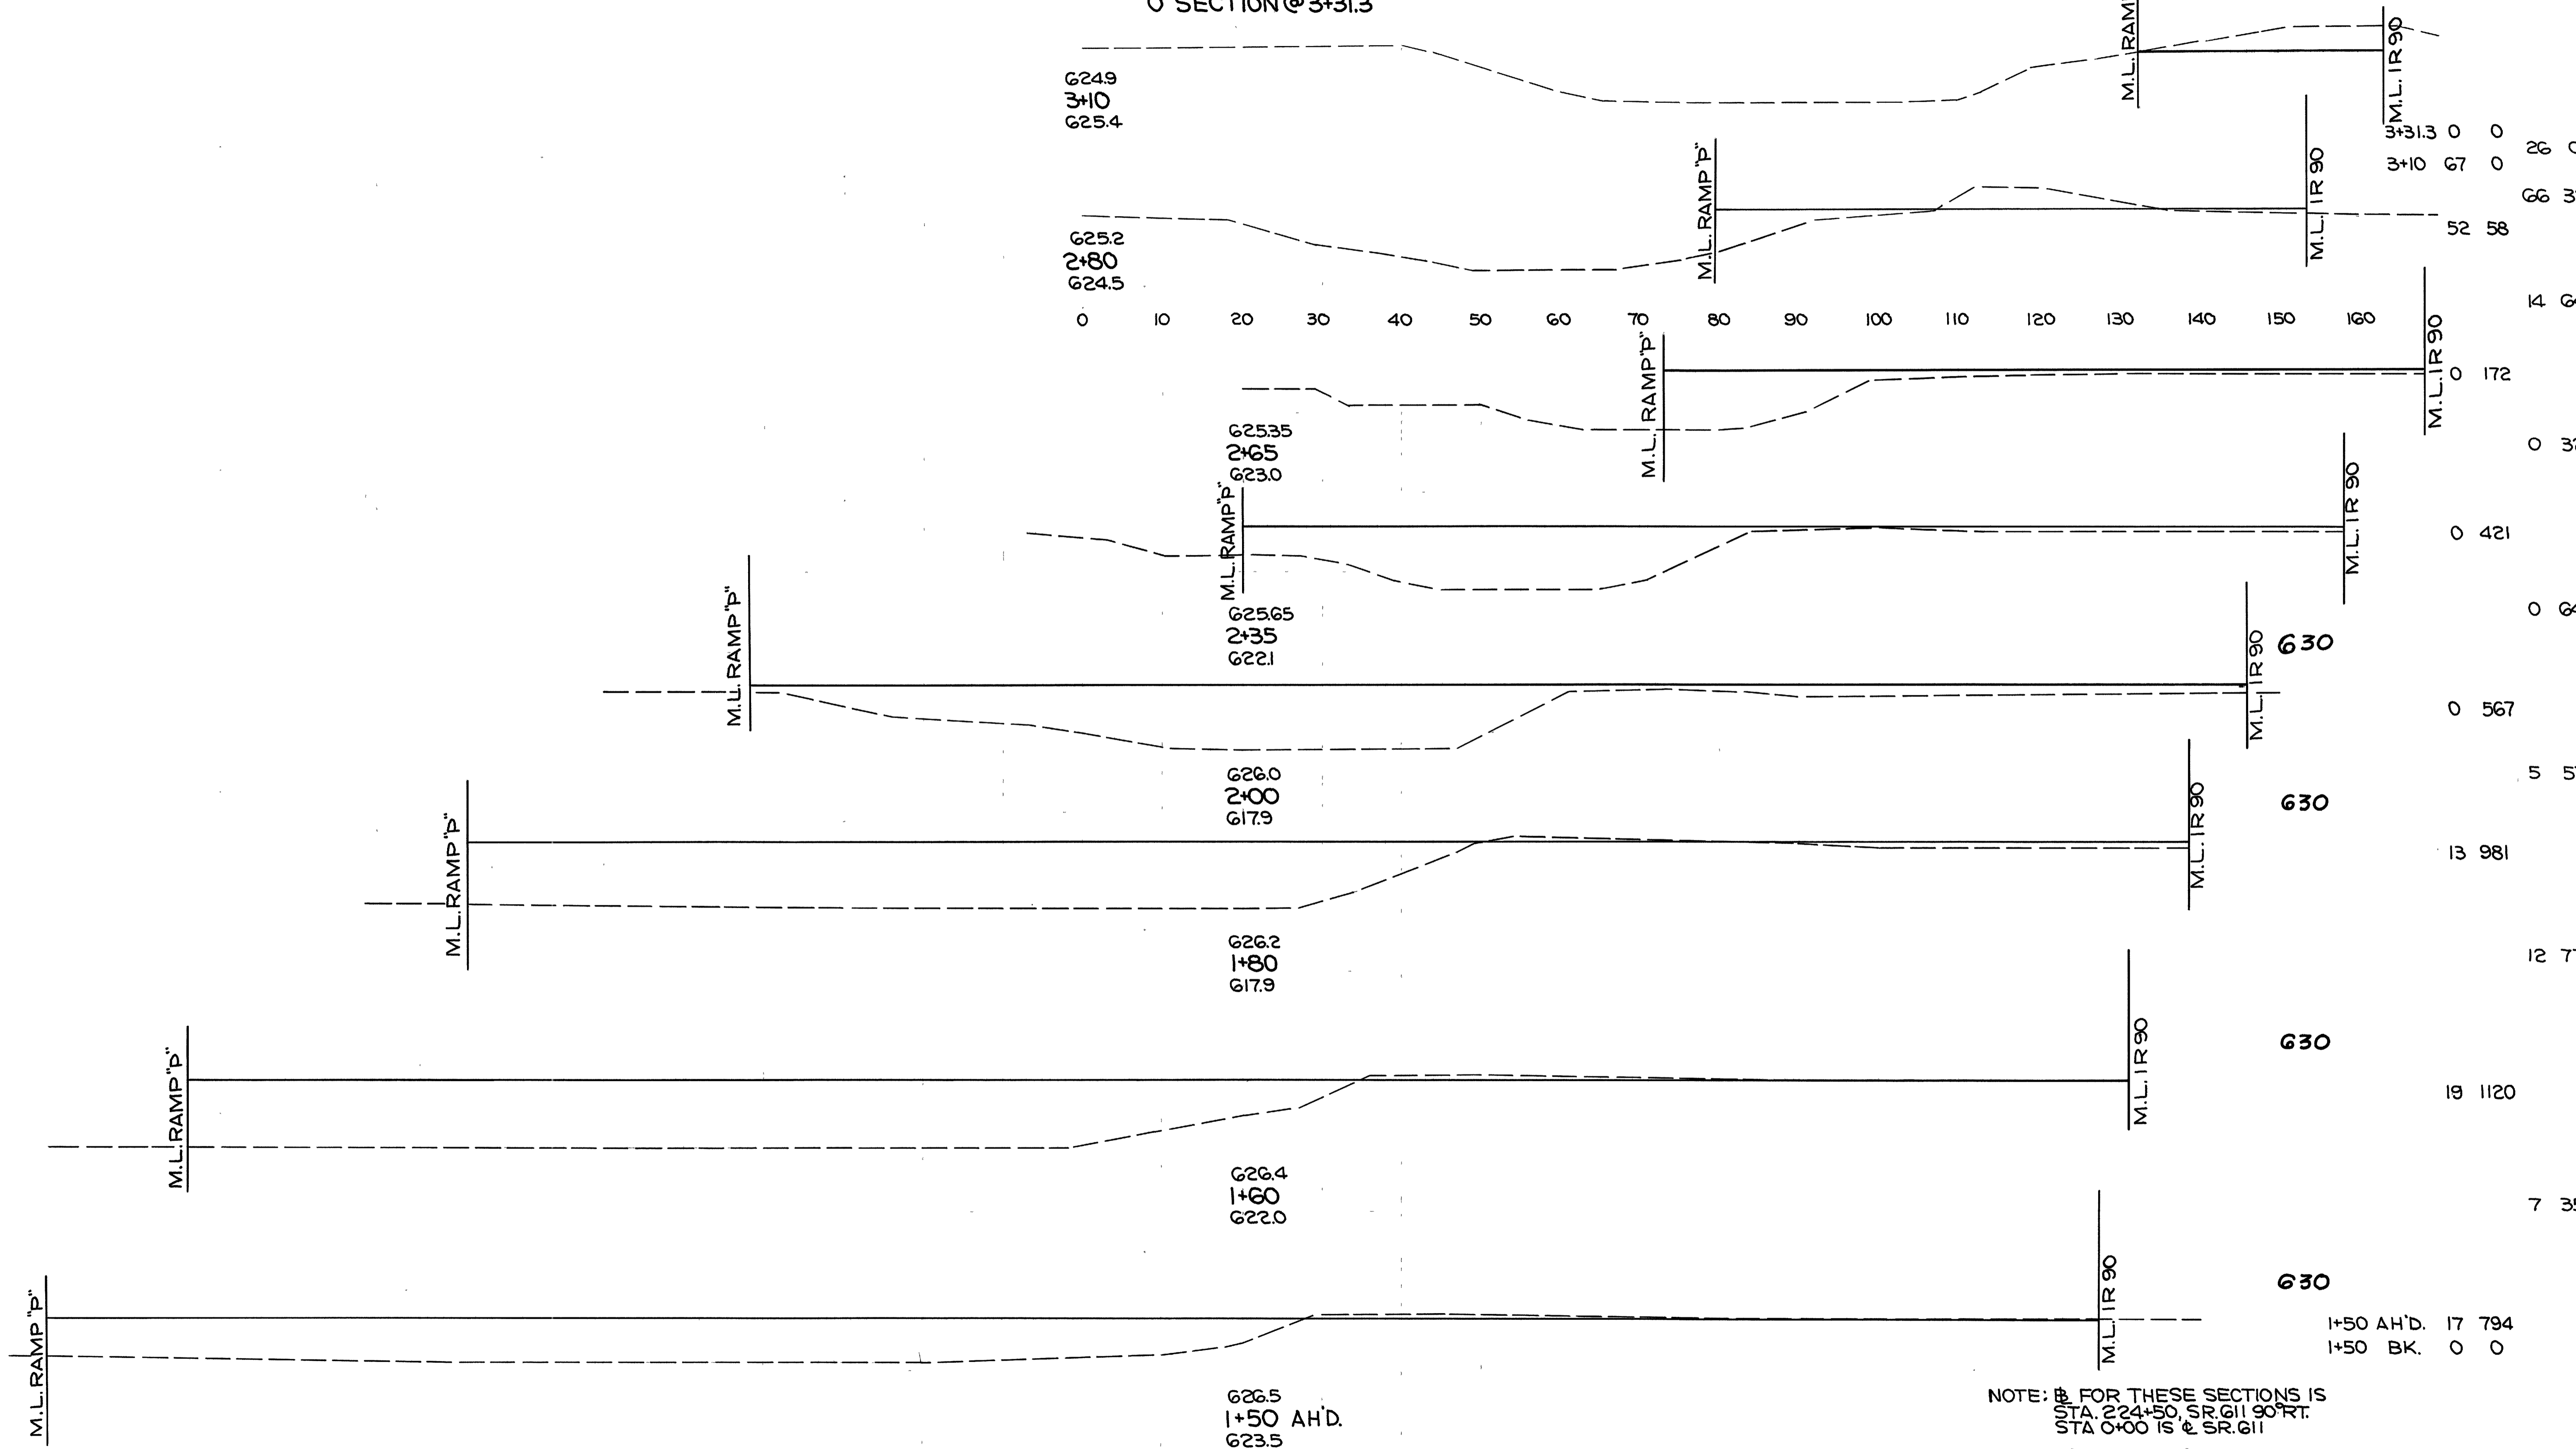 0 SECTION @ 3+31.3
M.L. IR 90
624.9
3+10
625.4
3+31.3 0 0
3+10 67 0
26
66
M.L. RAMP "P"
M.L. IR 90
625.2
2+80
624.5
52 58
14
0 10 20 30 40 50 60 70 80 90 100 110 120 130 140 150 160
M.L. RAMP "P"
M.L. IR 90
0 172
625.35
2+65
623.0
0
M.L. RAMP "P"
M.L. IR 90
0 421
625.65
2+35
622.1
0
M.L. RAMP "P"
M.L. IR 90
630
0 567
626.0
2+00
617.9
5
M.L. RAMP "P"
M.L. IR 90
630
13 981
626.2
1+80
617.9
12
M.L. RAMP "P"
M.L. IR 90
630
19 1120
626.4
1+60
622.0
7
M.L. RAMP "P"
M.L. IR 90
630
1+50 AH'D. 17 794
1+50 BK. 0 0
626.5
1+50 AH'D.
623.5
NOTE: ⅊ FOR THESE SECTIONS IS
STA. 224+50, SR. 611 90° RT.
STA 0+00 IS ℄ SR. 611